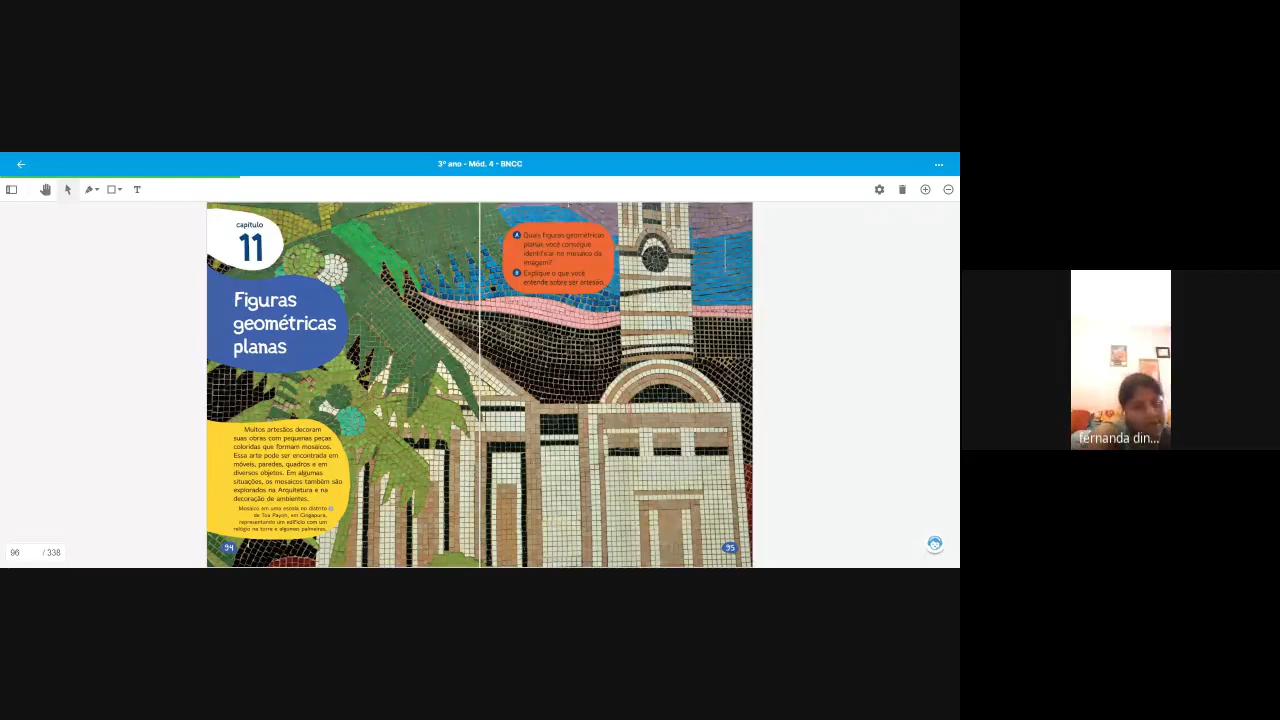 3º ano - Mód. 4 - BNCC
capítulo
11
Figuras
geométricas
planas
Muitos artesãos decoram
suas obras com pequenas peças
coloridas que formam mosaicos.
Essa arte pode ser encontrada em
móveis, paredes, quadros e em
diversos objetos. Em algumas
situações, os mosaicos também são
explorados na Arquitetura e na
decoração de ambientes.
Mosaico em uma escola no distrito
de Toa Payoh, em Cingapura,
representando um edifício com um
relógio na torre e algumas palmeiras.
94
A Quais figuras geométricas
planas você consegue
identificar no mosaico da
imagem?
B Explique o que você
entende sobre ser artesão.
95
96 / 338
fernanda din...